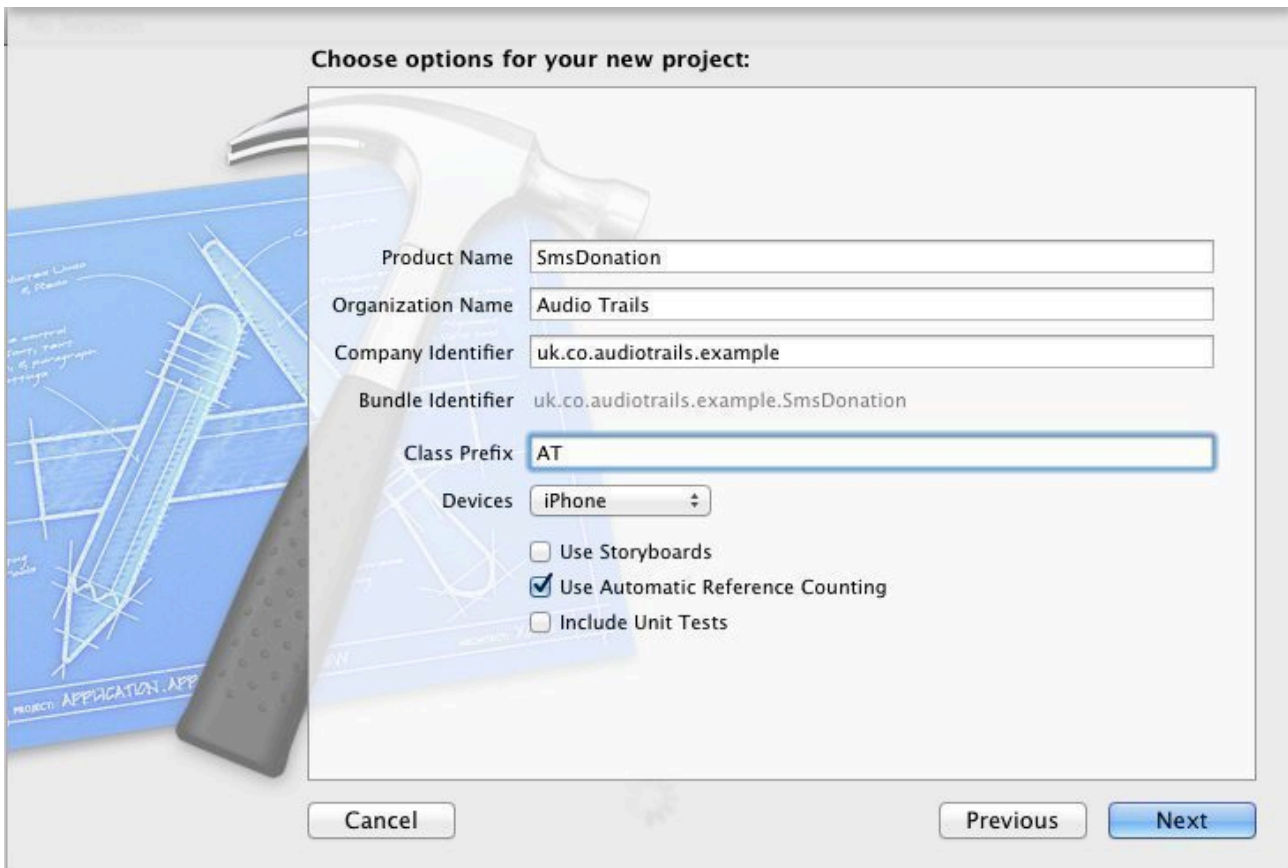 Choose options for your new project:
Product Name SmsDonation
Organization Name Audio Trails
Company Identifier uk.co.audiotrails.example
Bundle Identifier uk.co.audiotrails.example.SmsDonation
Class Prefix AT
Devices iPhone
Use Storyboards
Use Automatic Reference Counting
Include Unit Tests
PROJECT: APPLICATION.APP
Cancel Previous Next